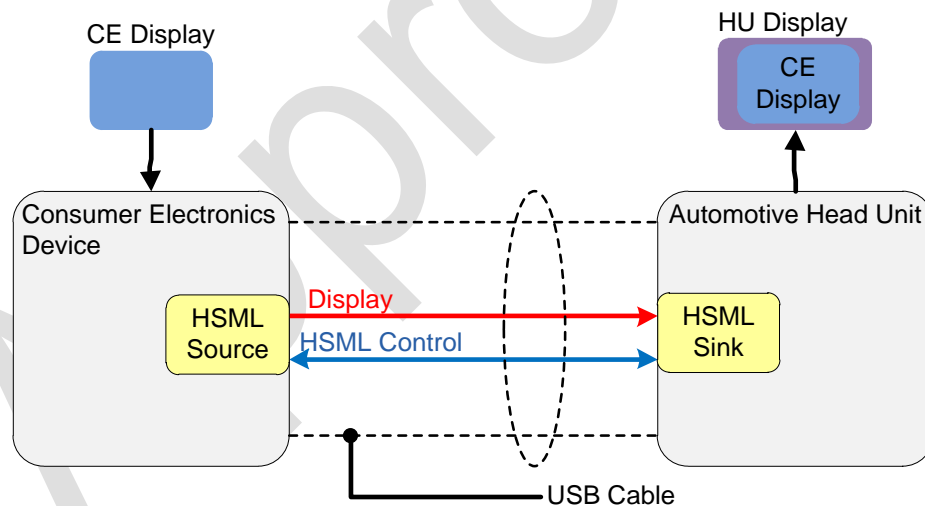 CE Display
HU Display
CE
Display
Consumer Electronics
Device
Automotive Head Unit
Display
HSML
Source
HSML Control
HSML
Sink
USB Cable